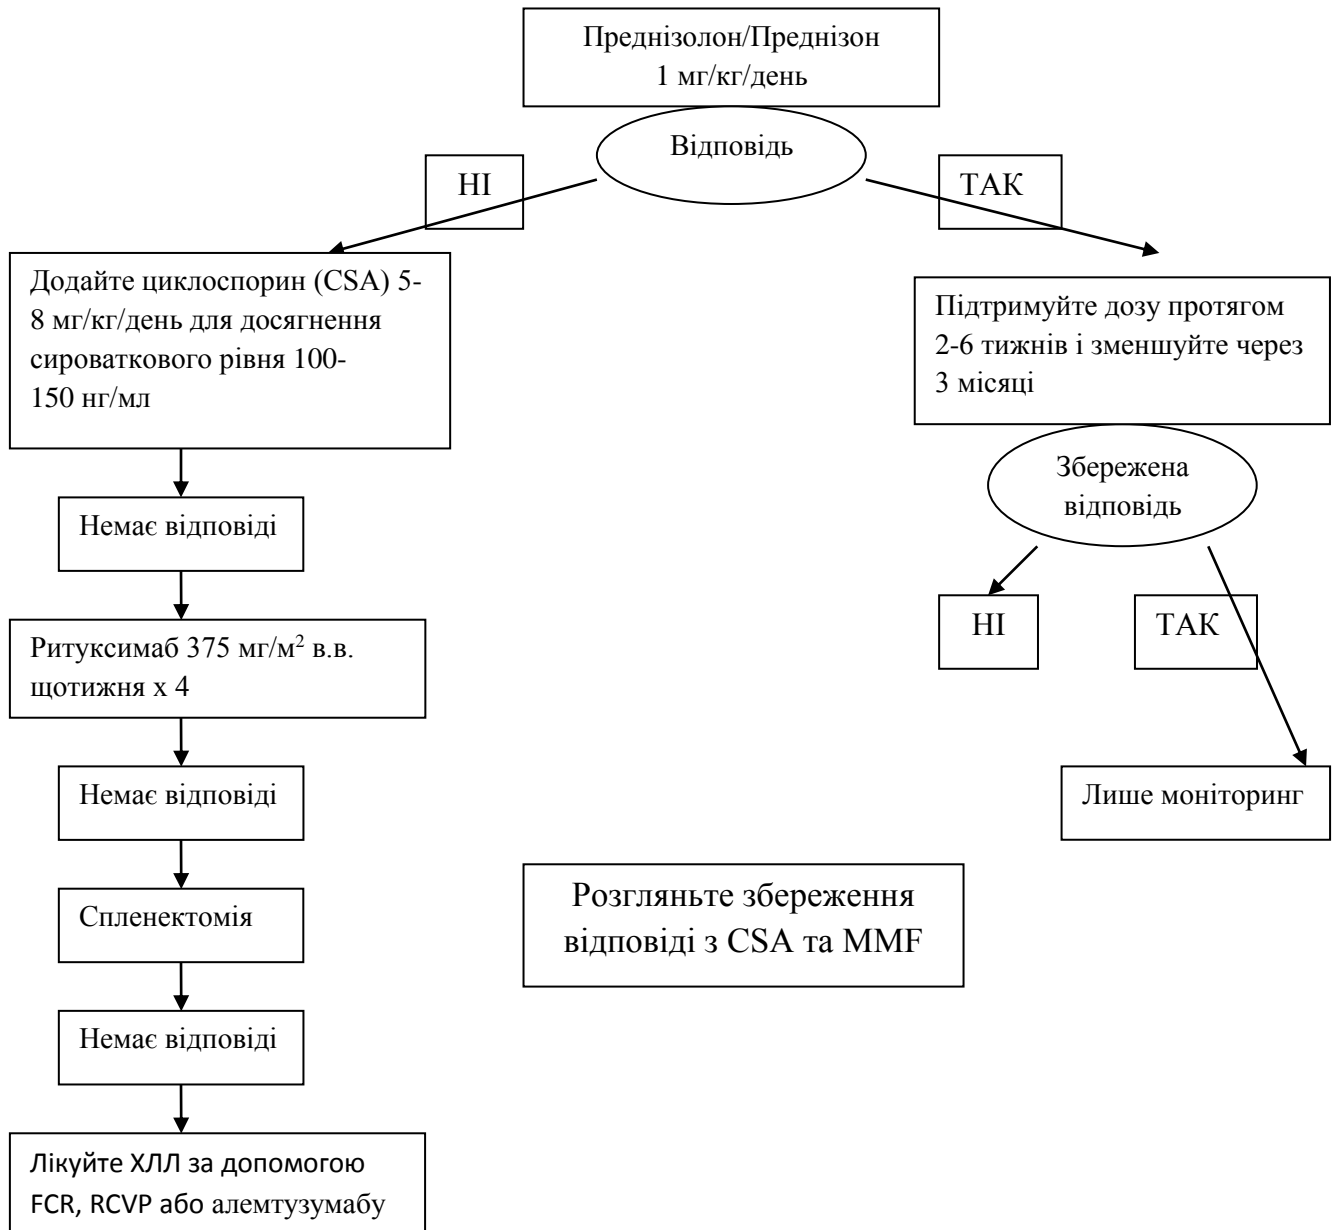 Преднізолон/Преднізон
1 мг/кг/день
Відповідь
НІ
ТАК
Додайте циклоспорин (CSA) 5-
8 мг/кг/день для досягнення
сироваткового рівня 100-
150 нг/мл
Підтримуйте дозу протягом
2-6 тижнів і зменшуйте через
3 місяці
Збережена
відповідь
Немає відповіді
НІ
ТАК
Ритуксимаб 375 мг/м² в.в.
щотижня x 4
Немає відповіді
Лише моніторинг
Спленектомія
Розгляньте збереження
відповіді з CSA та MMF
Немає відповіді
Лікуйте ХЛЛ за допомогою
FCR, RCVP або алемтузумабу